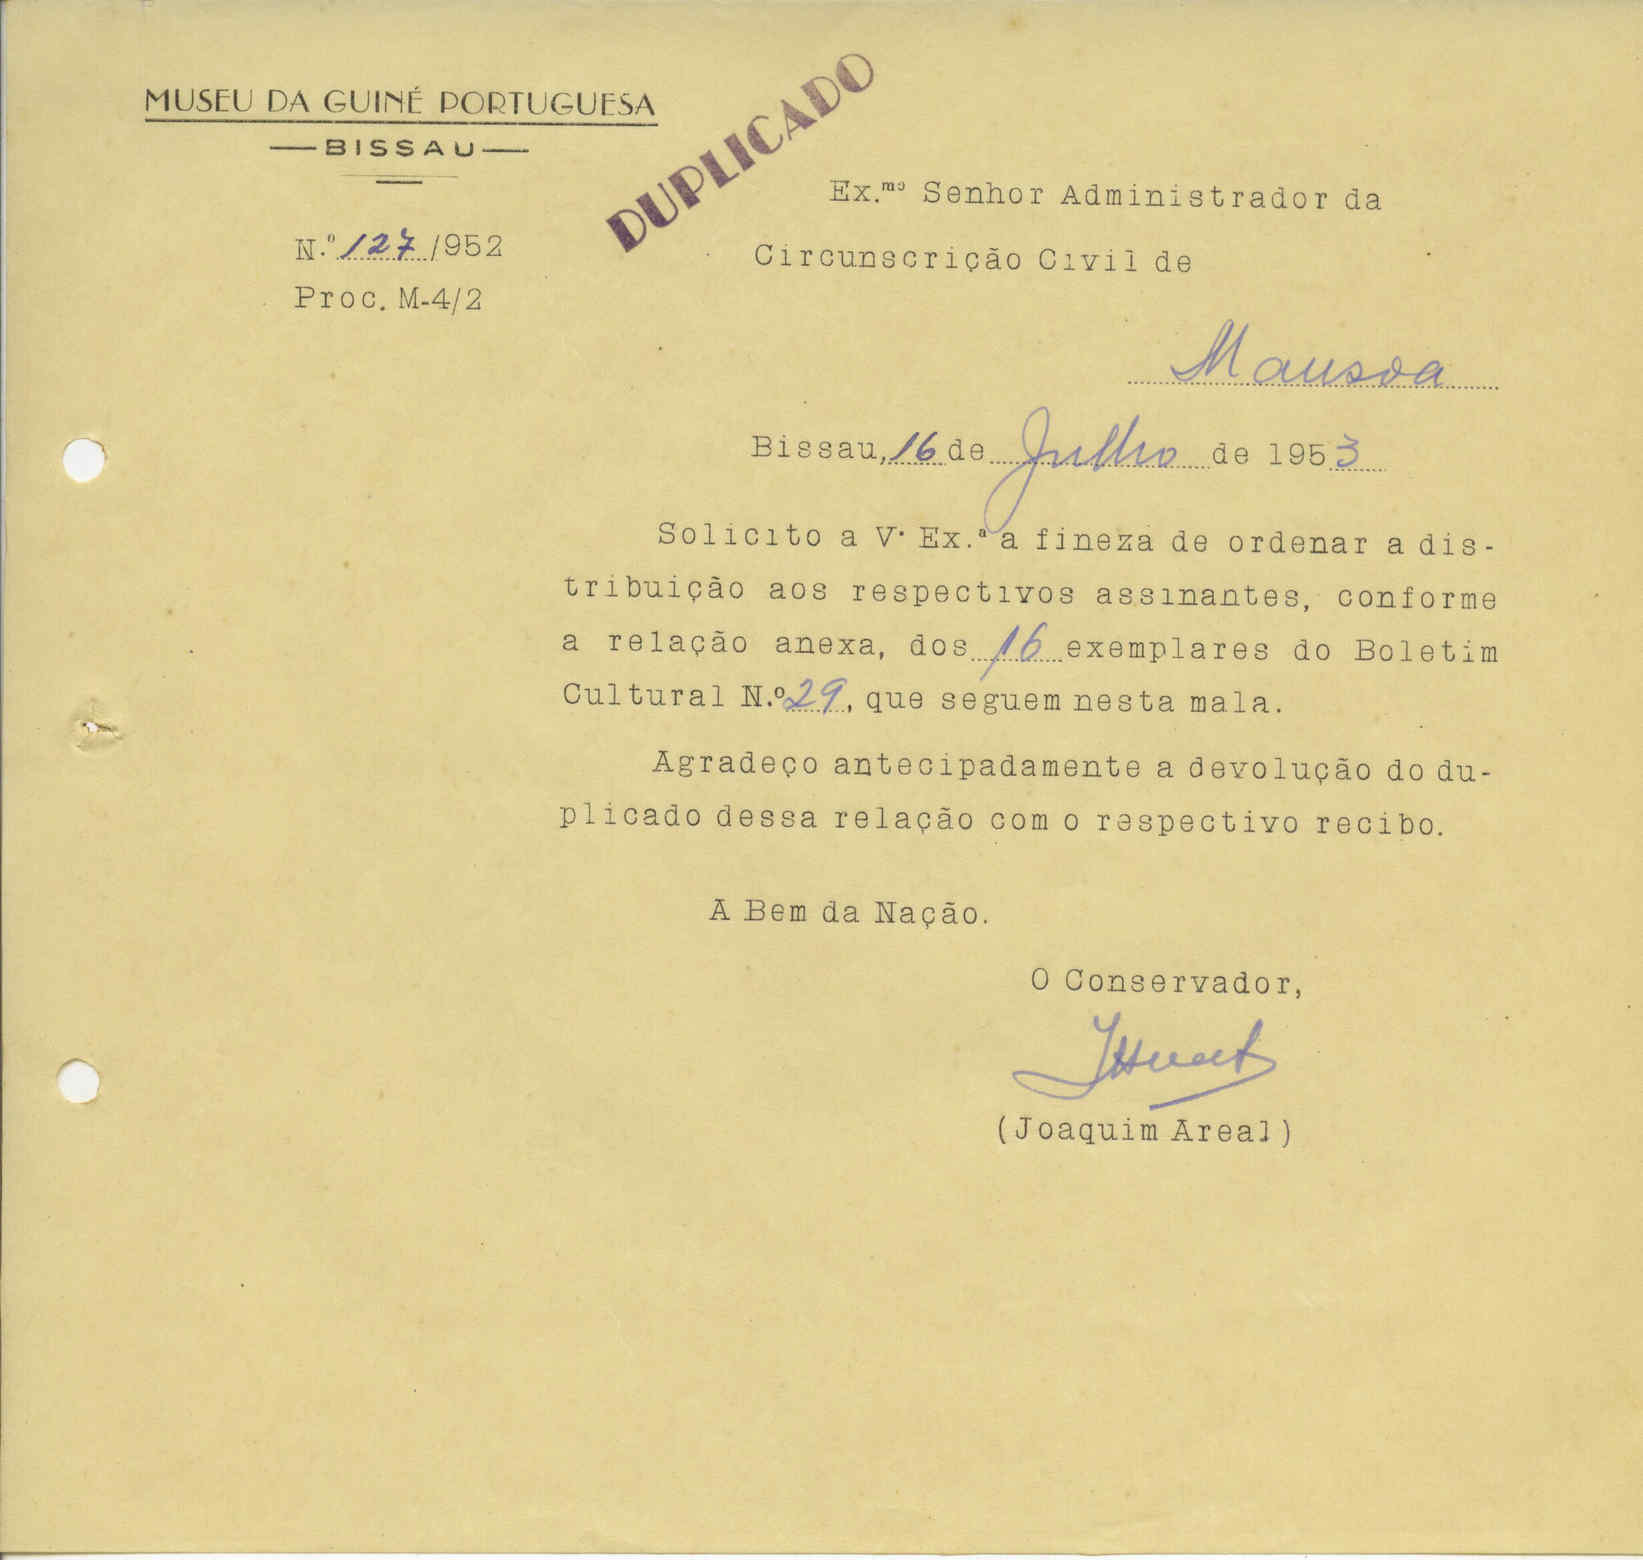 MUSEU DA GUINÉ PORTUGUESA
BISSAU
DUPLICADO
N.º 127/952
Proc. M-4/2
Ex.mo Senhor Administrador da
Circunscrição Civil de
Mansoa
Bissau, 16 de Julho de 1953
Solicito a V. Ex.ª a fineza de ordenar a dis-
tribuição aos respectivos assinantes, conforme
a relação anexa, dos 16 exemplares do Boletim
Cultural N.º 29, que seguem nesta mala.
Agradeço antecipadamente a devolução do du-
plicado dessa relação com o respectivo recibo.
A Bem da Nação.
O Conservador,
(Joaquim Areal)